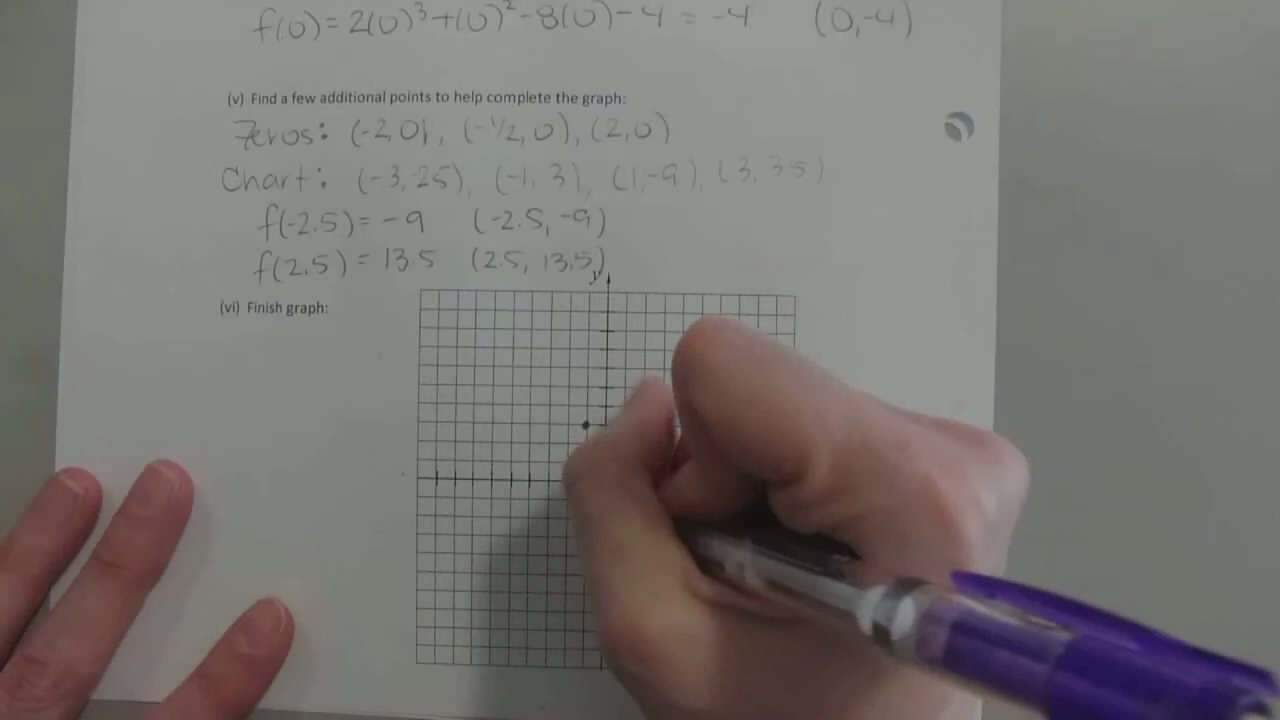 f(0) = 2(0)³+(0)²-8(0)-4 = -4 (0,-4)
(v) Find a few additional points to help complete the graph:
Zeros: (-2,0), (-1/2,0), (2,0)
Chart: (-3,-25), (-1, 3), (1,-9), (3, 35)
f(-2.5) = -9 (-2.5, -9)
f(2.5) = 13.5 (2.5, 13.5)
y
(vi) Finish graph: